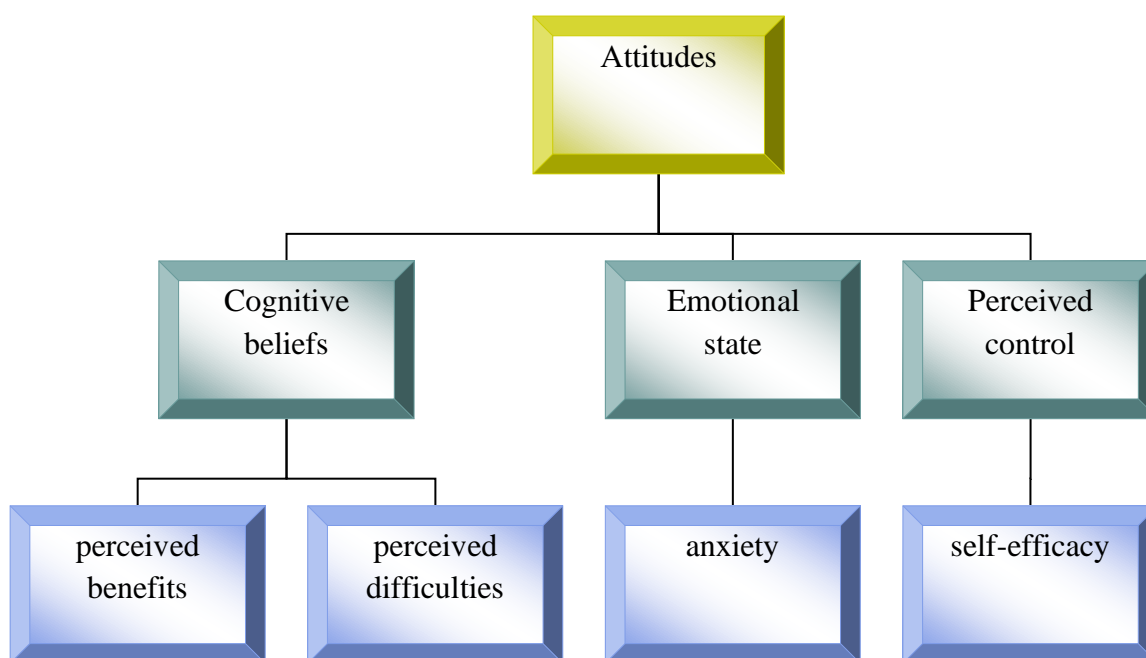 Attitudes
Cognitive
beliefs
Emotional
state
Perceived
control
perceived
benefits
perceived
difficulties
anxiety
self-efficacy